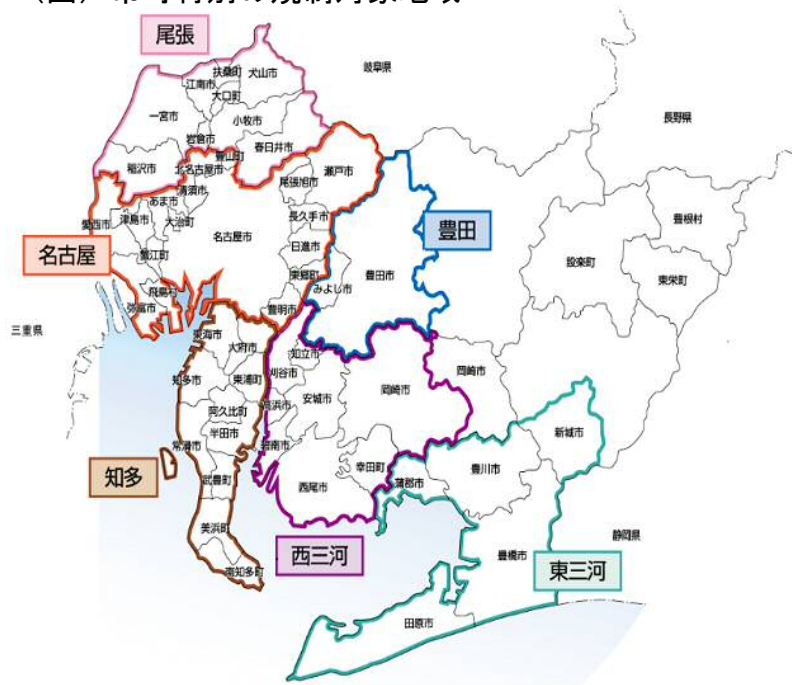 尾張
扶桑町
犬山市
江南市
大口町
岐阜県
一宮市
小牧市
長野県
岩倉市
豊山町
春日井市
稲沢市
北名古屋市
瀬戸市
清須市
尾張旭市
あま市
愛西市
津島市
大治町
長久手市
豊根村
名古屋市
豊田
蟹江町
日進市
名古屋
設楽町
東郷町
豊田市
東栄町
飛島村
みよし市
弥富市
豊明市
三重県
東海市
大府市
知立市
岡崎市
知多市
東浦町
刈谷市
岡崎市
安城市
高浜市
阿久比町
新城市
半田市
常滑市
碧南市
幸田町
豊川市
知多
武豊町
西尾市
蒲郡市
美浜町
静岡県
西三河
豊橋市
南知多町
東三河
田原市